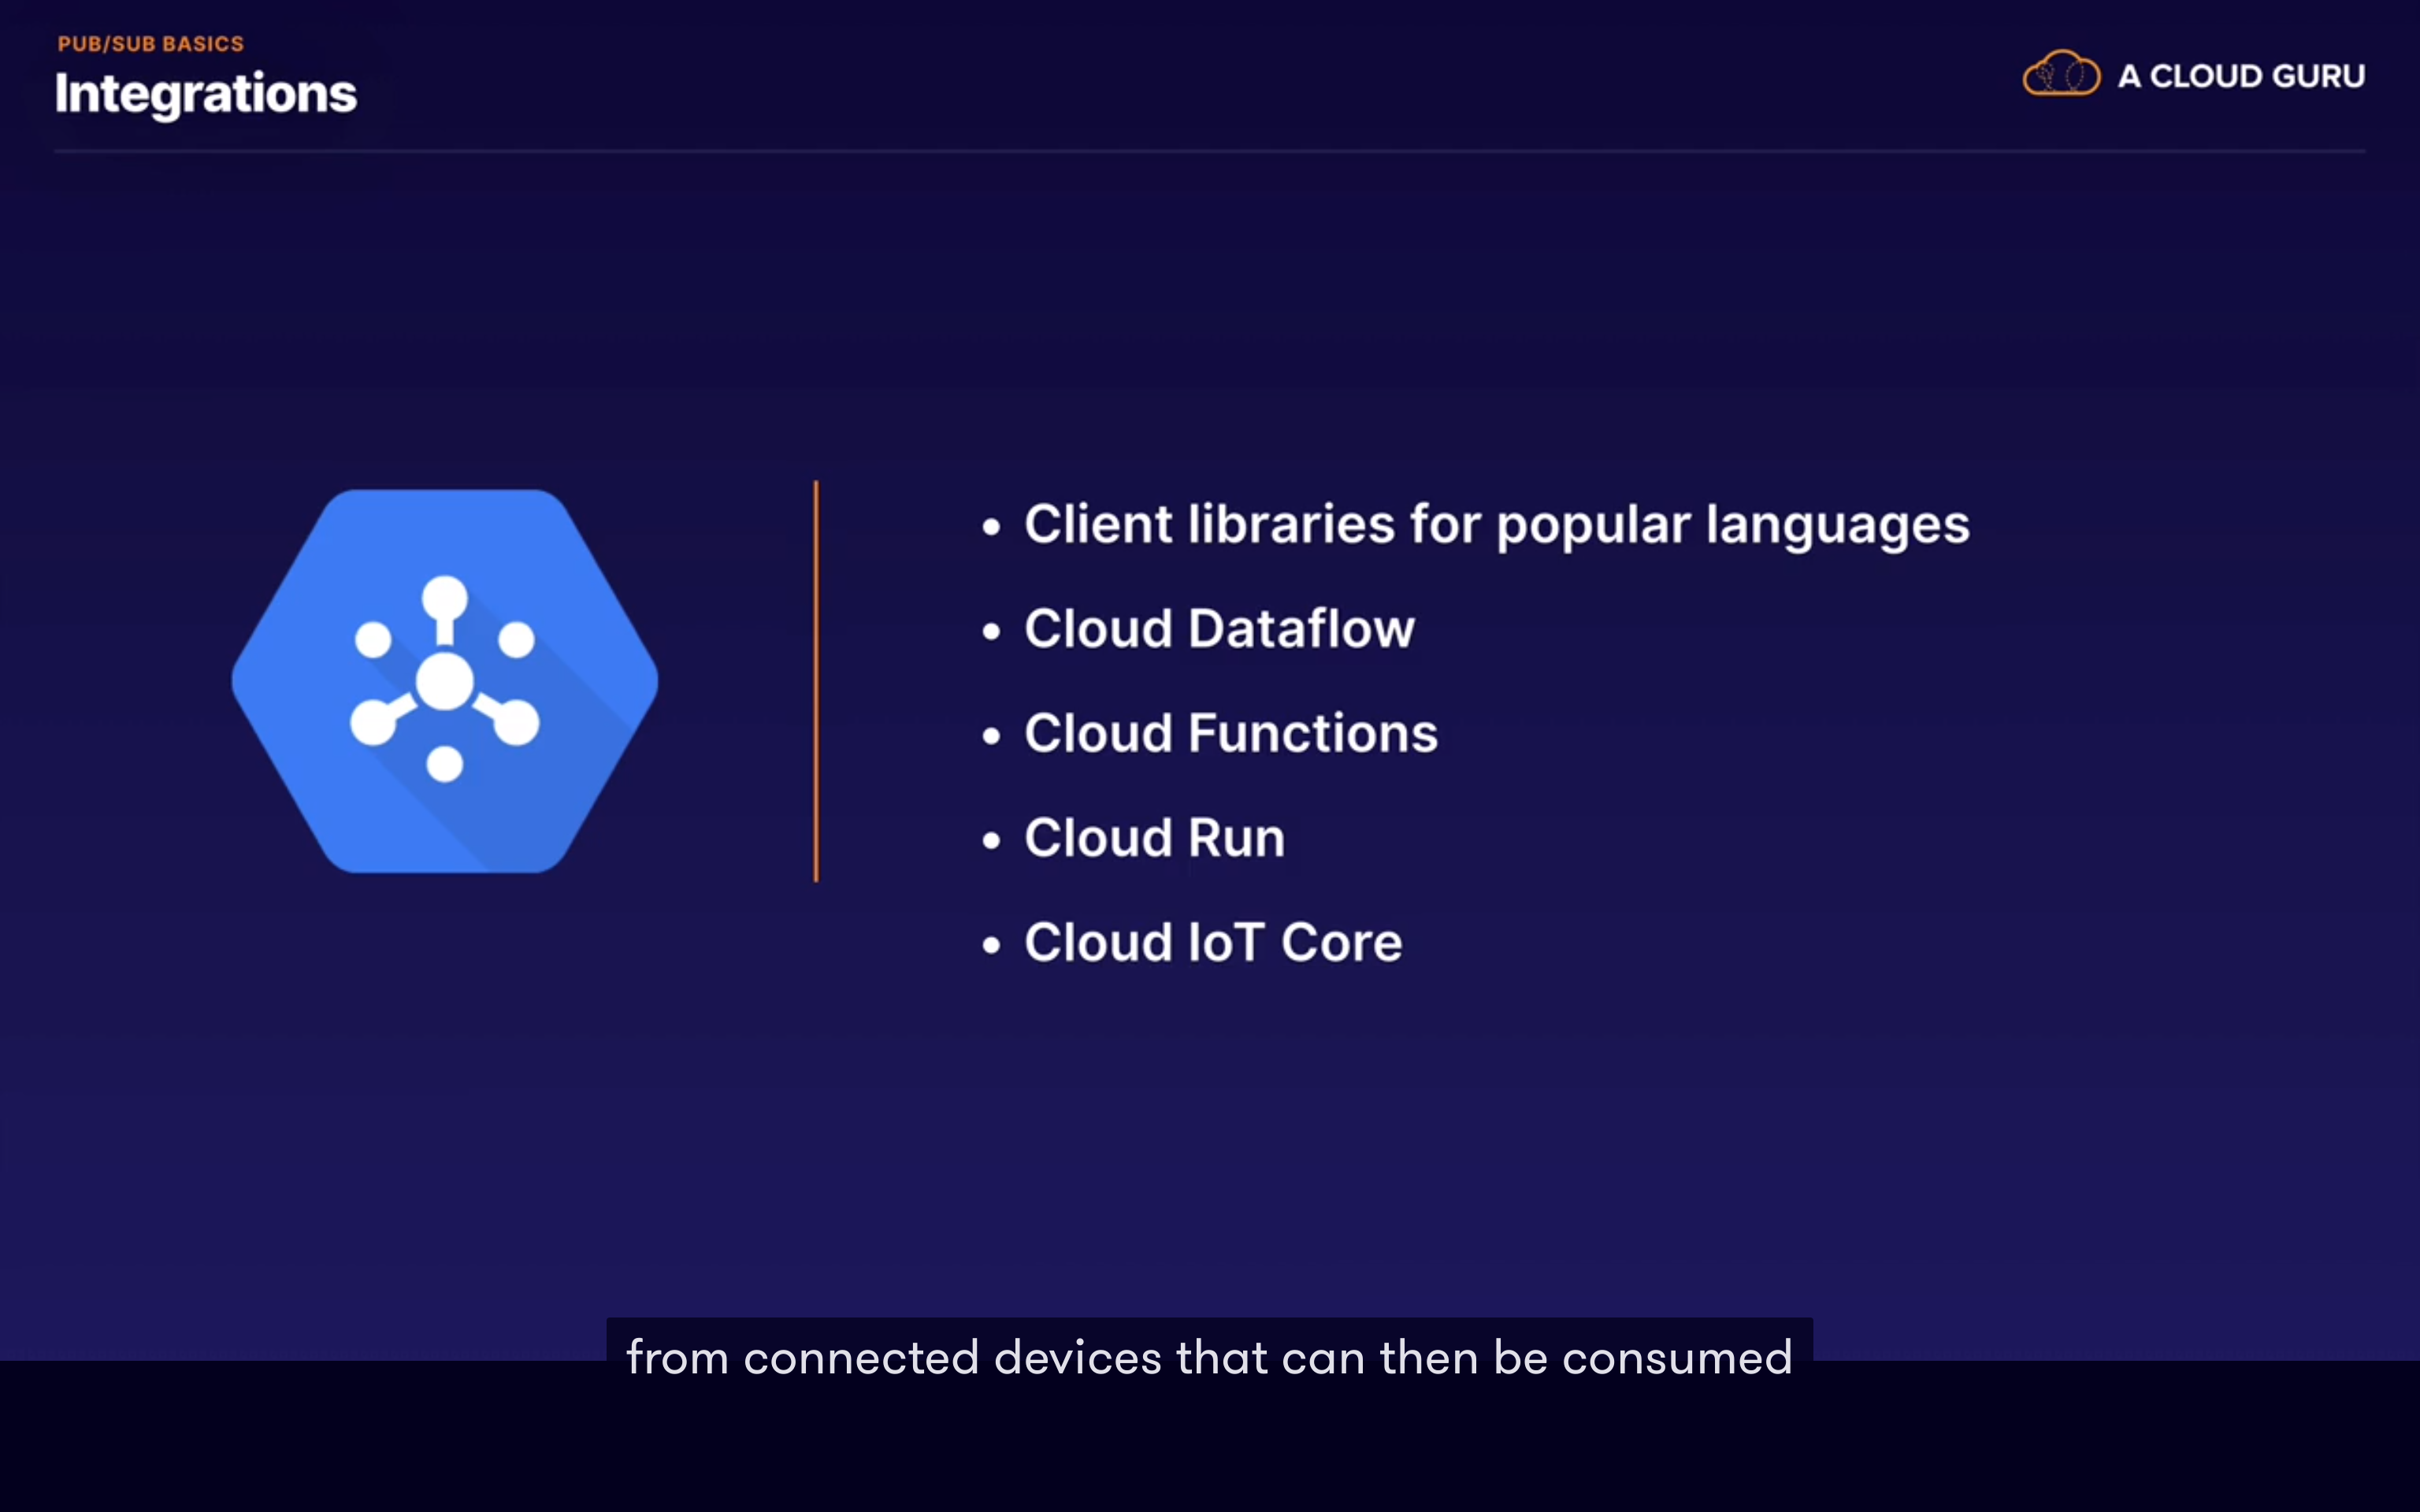 PUB/SUB BASICS
Integrations
A CLOUD GURU
• Client libraries for popular languages
• Cloud Dataflow
• Cloud Functions
• Cloud Run
• Cloud IoT Core
from connected devices that can then be consumed